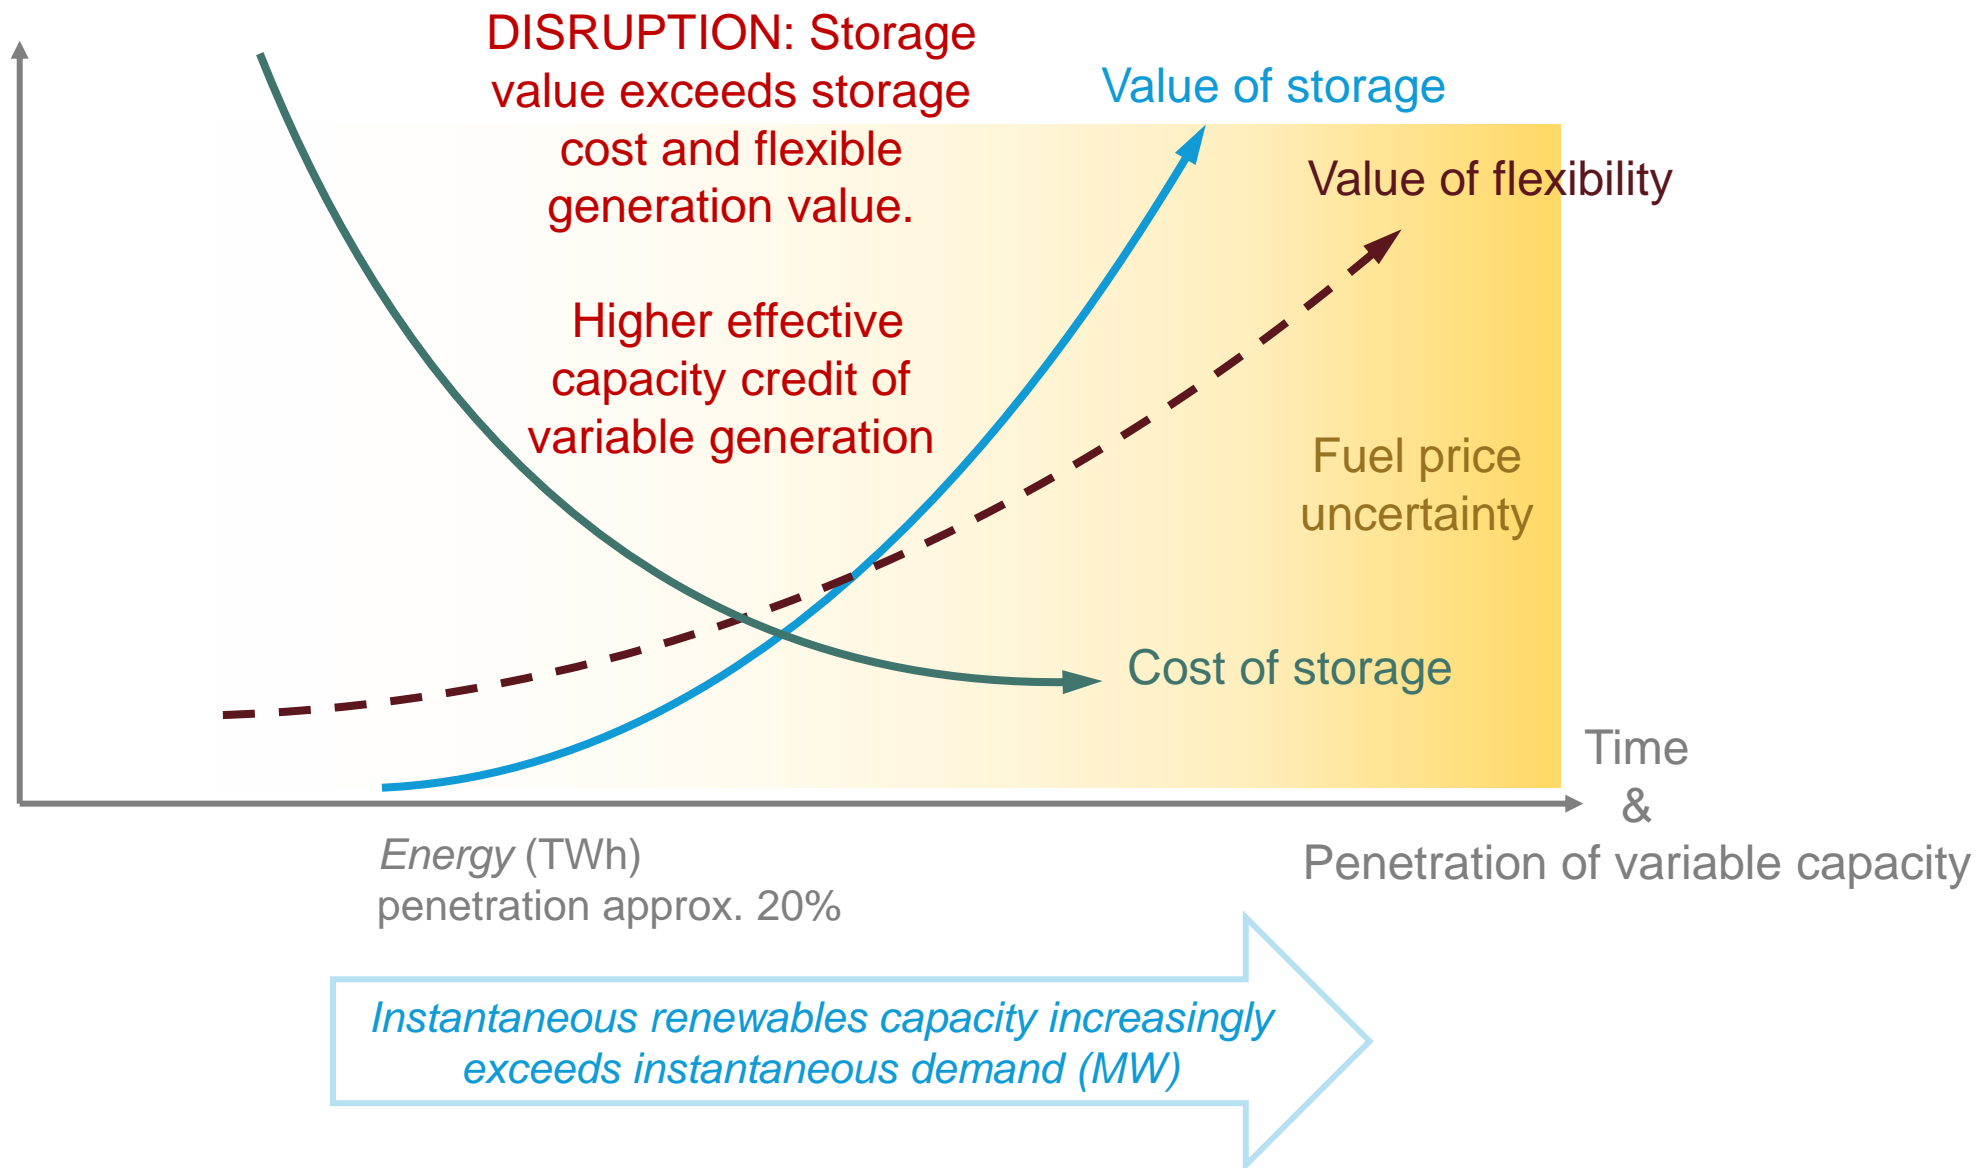 DISRUPTION: Storage
value exceeds storage
cost and flexible
generation value.
Higher effective
capacity credit of
variable generation
Value of storage
Value of flexibility
Fuel price
uncertainty
Cost of storage
Time
&
Penetration of variable capacity
Energy (TWh)
penetration approx. 20%
Instantaneous renewables capacity increasingly
exceeds instantaneous demand (MW)